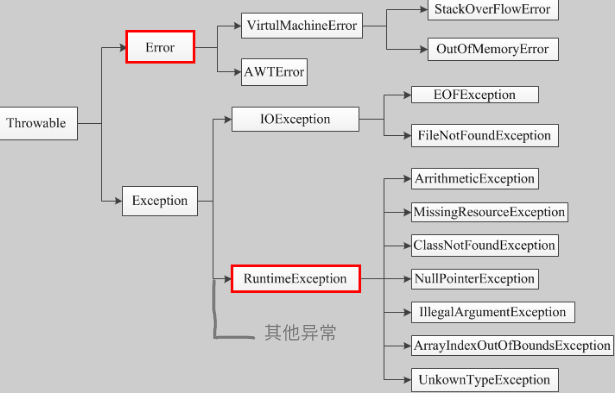 StackOverFlowError
VirtulMachineError
Error
OutOfMemoryError
AWTError
EOFException
Throwable
IOException
FileNotFoundException
Exception
ArrithmeticException
MissingResourceException
ClassNotFoundException
RuntimeException
NullPointerException
IllegalArgumentException
其他异常
ArrayIndexOutOfBoundsException
UnkownTypeException